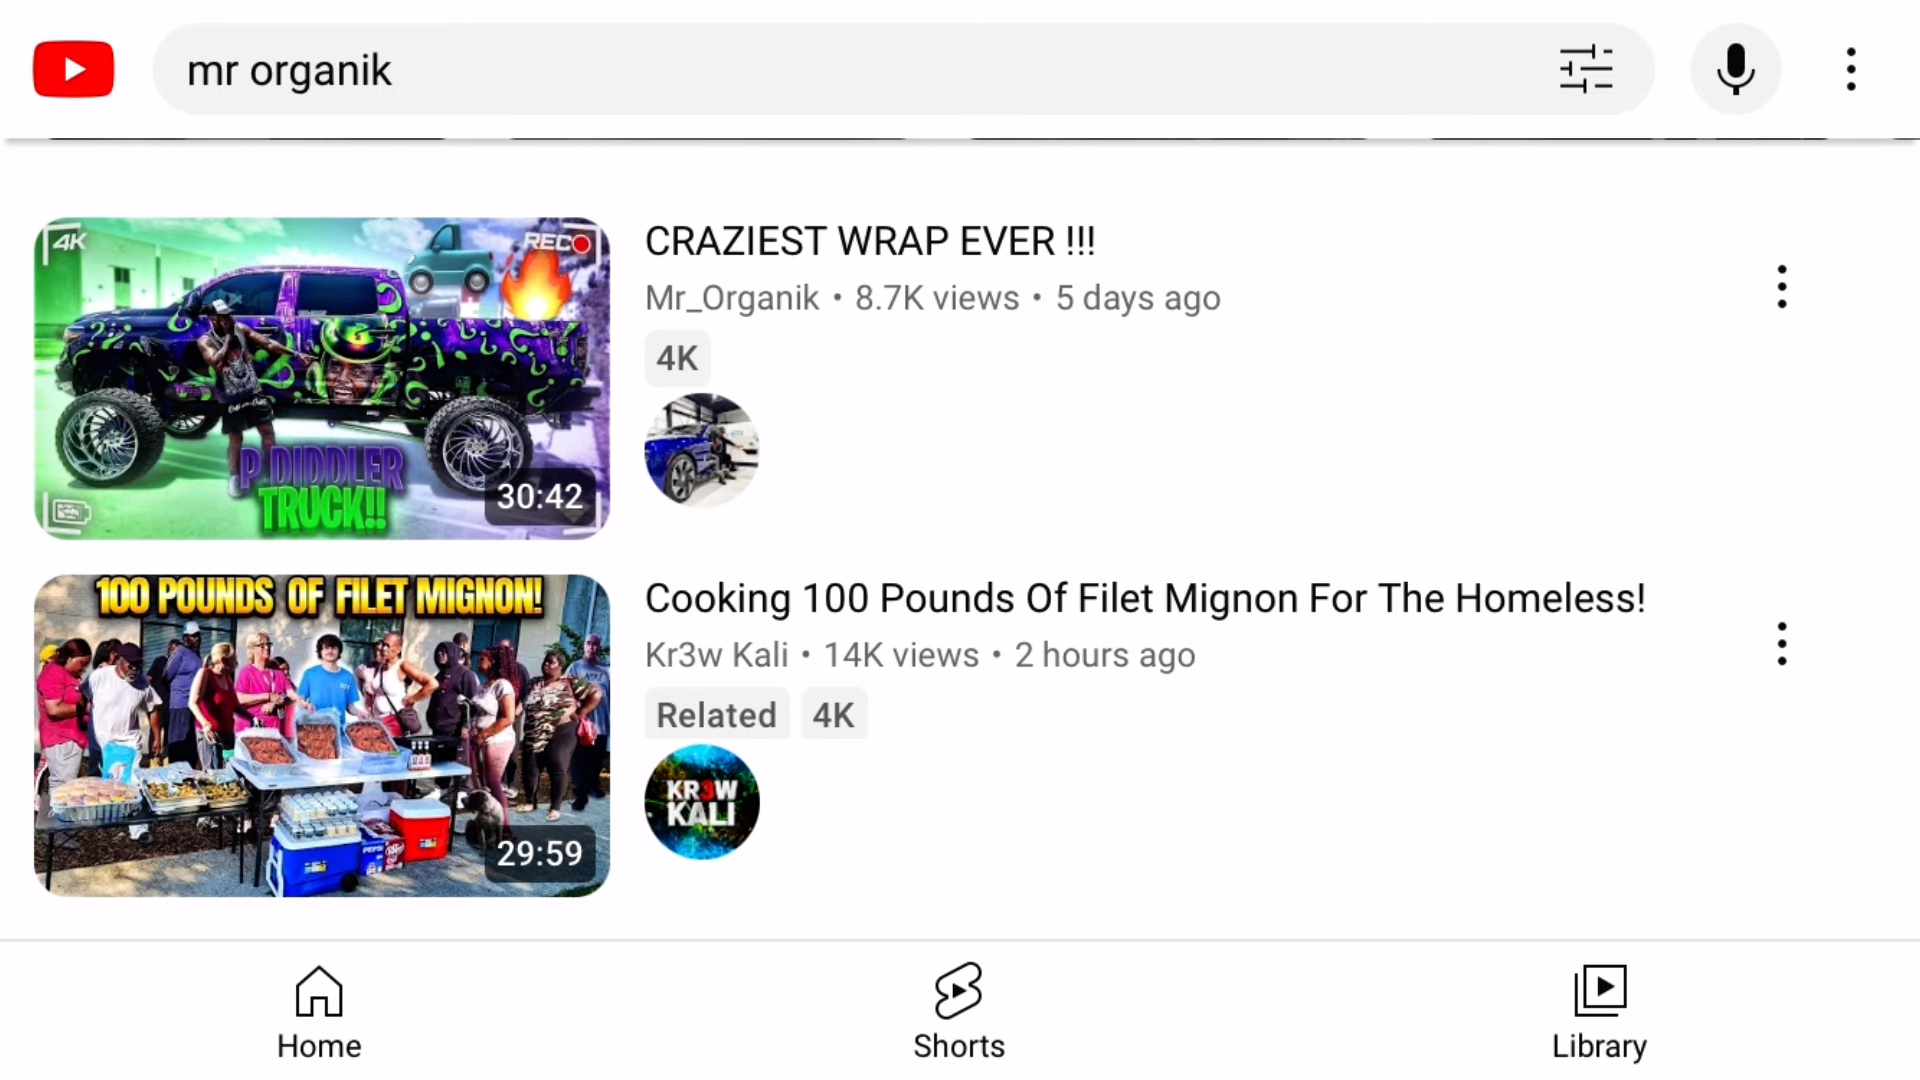 mr organik
4K
REC
P. DIDDLER
TRUCK!!
30:42
CRAZIEST WRAP EVER !!!
Mr_Organik • 8.7K views • 5 days ago
4K
100 POUNDS OF FILET MIGNON!
29:59
Cooking 100 Pounds Of Filet Mignon For The Homeless!
Kr3w Kali • 14K views • 2 hours ago
Related 4K
KR3W
KALI
Home
Shorts
Library